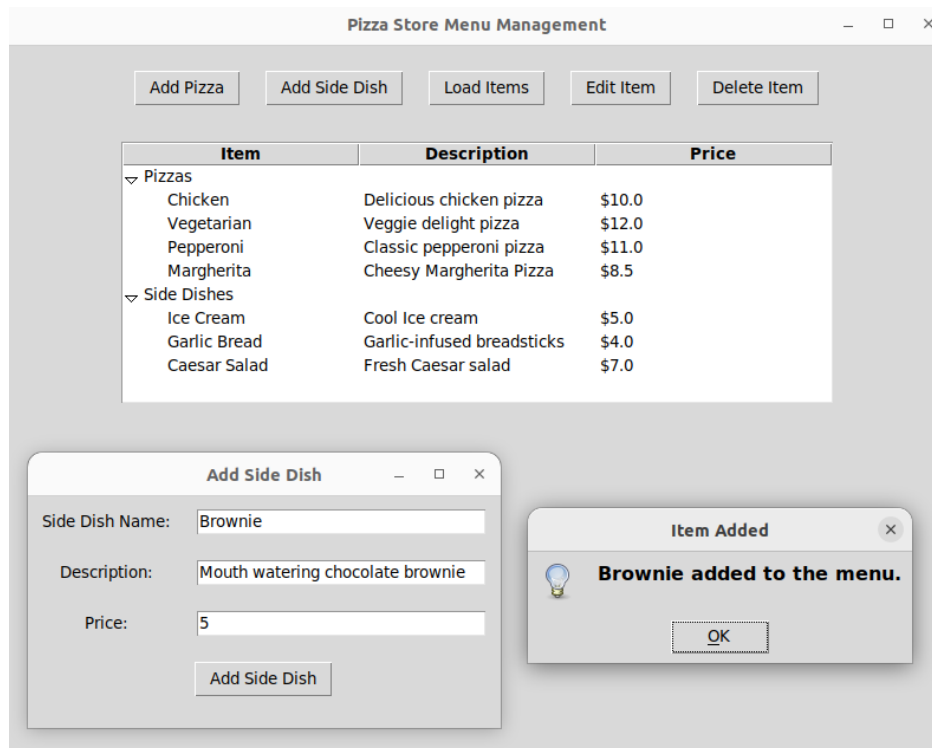 Pizza Store Menu Management
Add Pizza Add Side Dish Load Items Edit Item Delete Item
Item Description Price
Pizzas
Chicken Delicious chicken pizza $10.0
Vegetarian Veggie delight pizza $12.0
Pepperoni Classic pepperoni pizza $11.0
Margherita Cheesy Margherita Pizza $8.5
Side Dishes
Ice Cream Cool Ice cream $5.0
Garlic Bread Garlic-infused breadsticks $4.0
Caesar Salad Fresh Caesar salad $7.0
Add Side Dish
Side Dish Name: Brownie
Description: Mouth watering chocolate brownie
Price: 5
Add Side Dish
Item Added
Brownie added to the menu.
OK